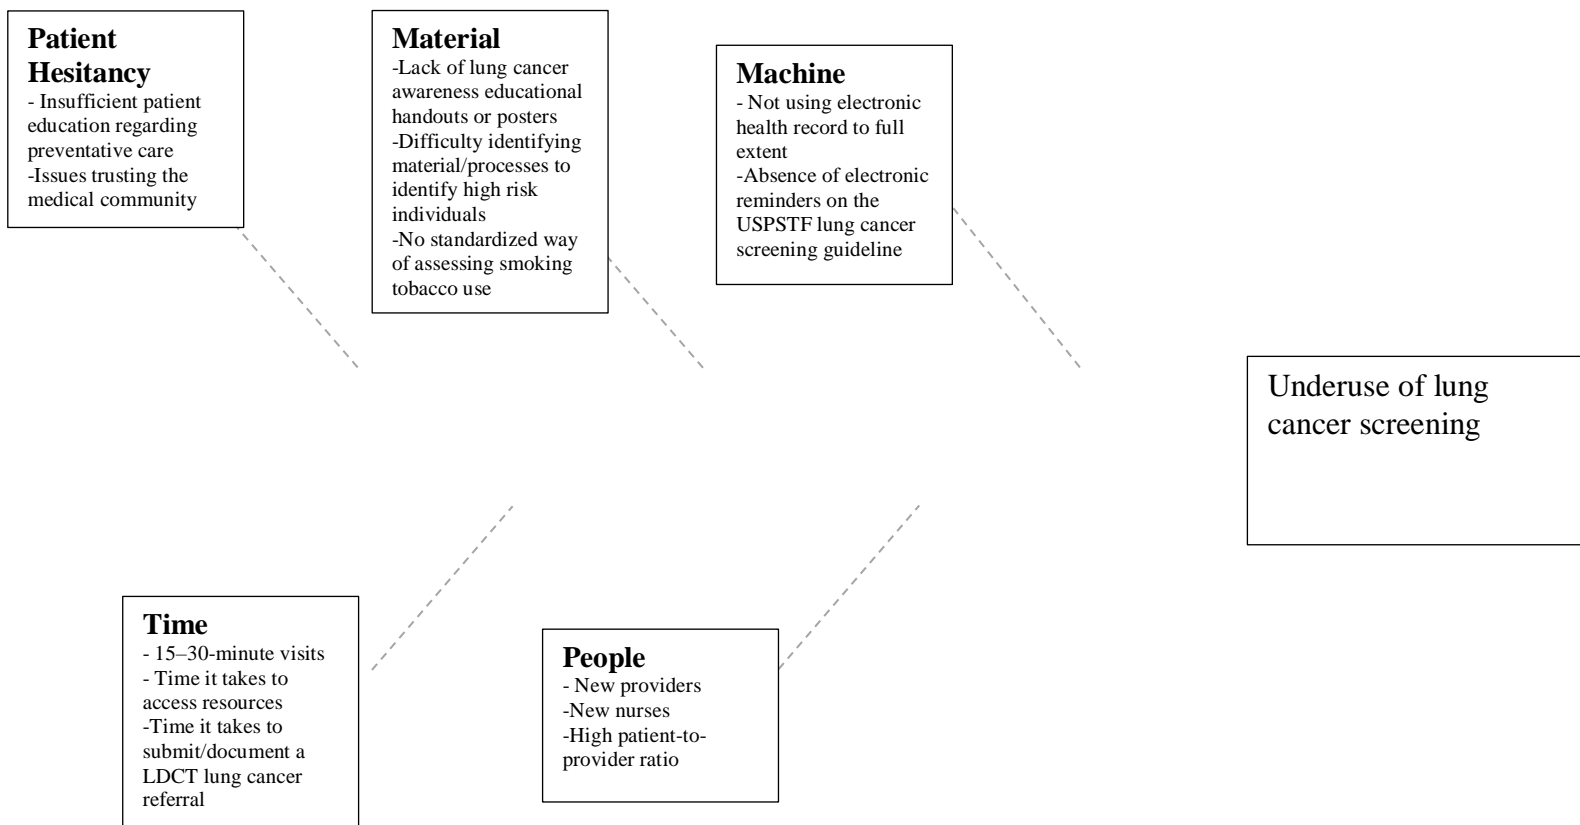 Patient
Hesitancy
- Insufficient patient
education regarding
preventative care
-Issues trusting the
medical community
Material
-Lack of lung cancer
awareness educational
handouts or posters
-Difficulty identifying
material/processes to
identify high risk
individuals
-No standardized way
of assessing smoking
tobacco use
Machine
- Not using electronic
health record to full
extent
-Absence of electronic
reminders on the
USPSTF lung cancer
screening guideline
Underuse of lung
cancer screening
Time
- 15–30-minute visits
- Time it takes to
access resources
-Time it takes to
submit/document a
LDCT lung cancer
referral
People
- New providers
-New nurses
-High patient-to-
provider ratio